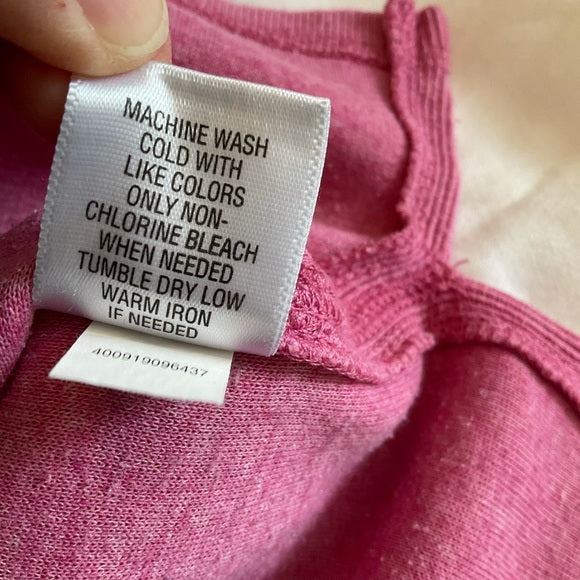 MACHINE WASH
COLD WITH
LIKE COLORS
ONLY NON-
CHLORINE BLEACH
WHEN NEEDED
TUMBLE DRY LOW
WARM IRON
IF NEEDED
400919096437